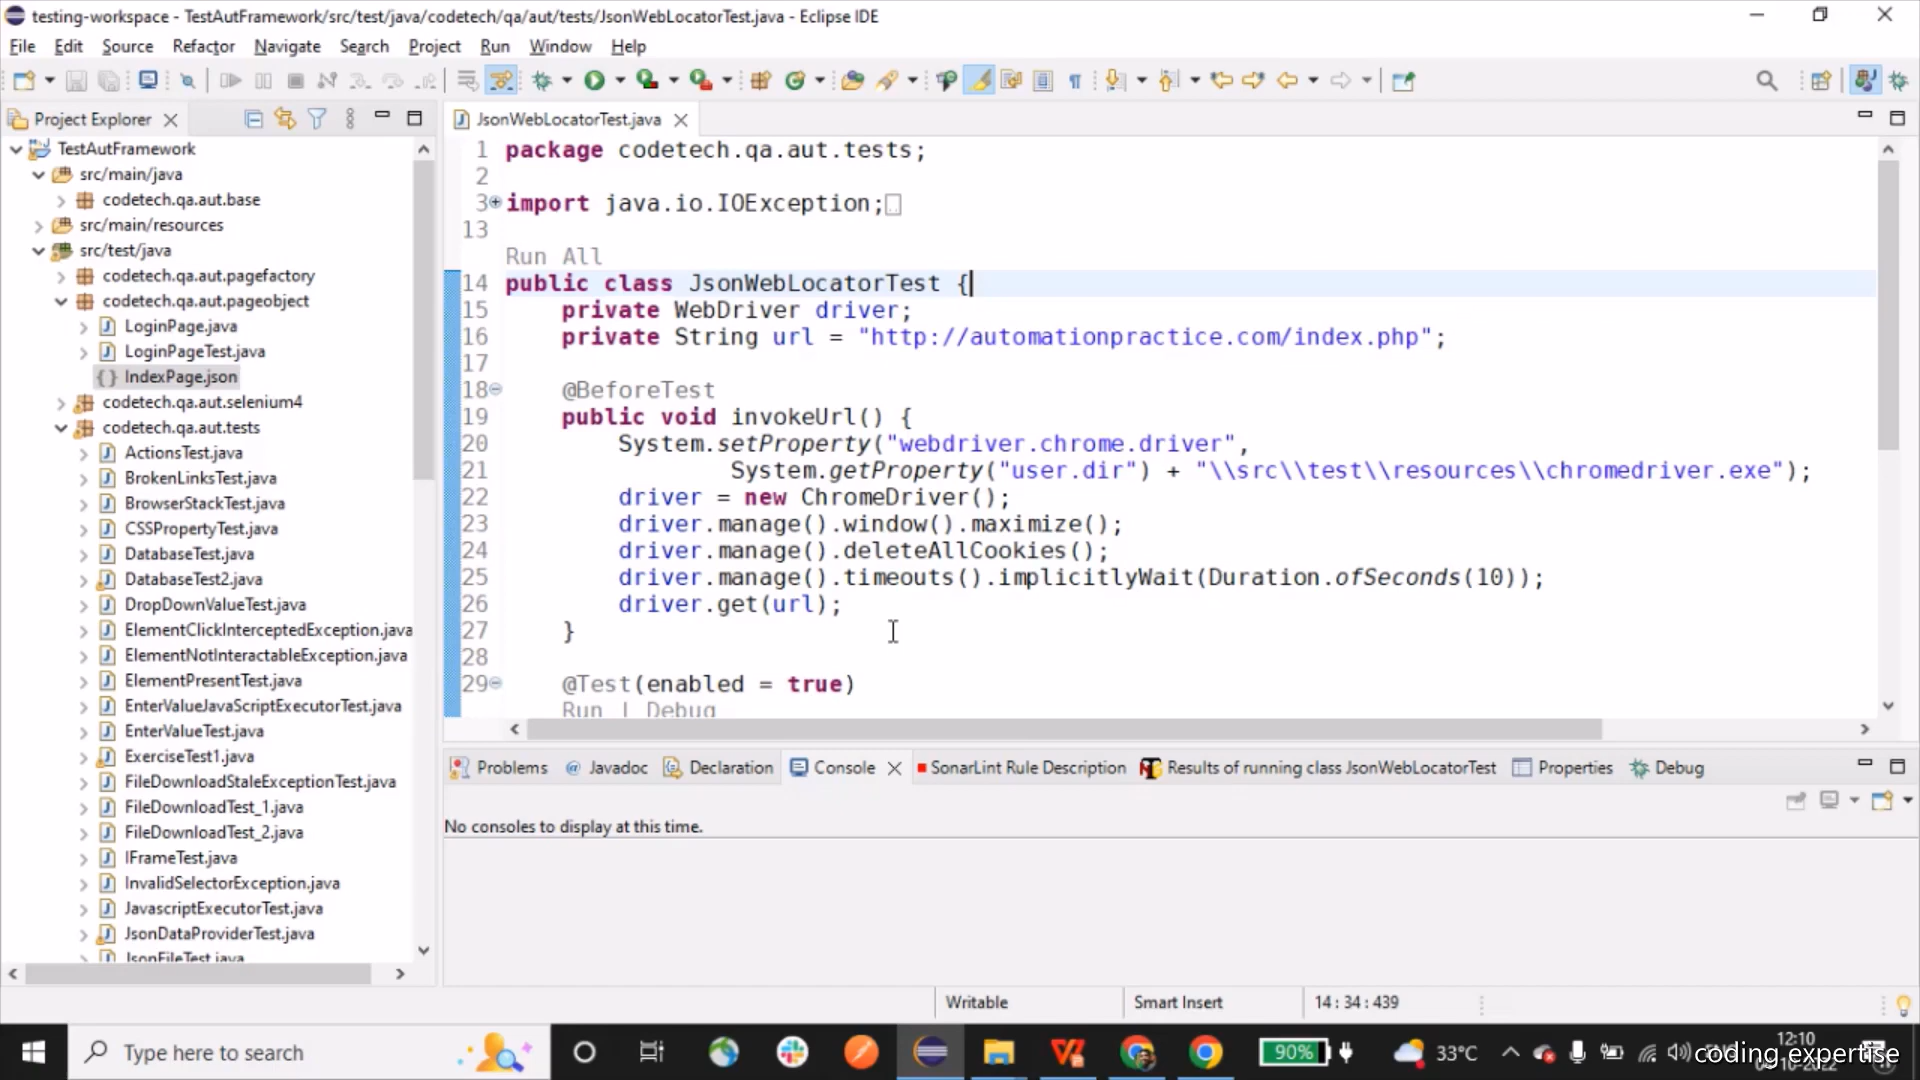 testing-workspace - TestAutFramework/src/test/java/codetech/qa/aut/tests/JsonWebLocatorTest.java - Eclipse IDE
File Edit Source Refactor Navigate Search Project Run Window Help
Project Explorer
TestAutFramework
src/main/java
codetech.qa.aut.base
src/main/resources
src/test/java
codetech.qa.aut.pagefactory
codetech.qa.aut.pageobject
LoginPage.java
LoginPageTest.java
{ } IndexPage.json
codetech.qa.aut.selenium4
codetech.qa.aut.tests
ActionsTest.java
BrokenLinksTest.java
BrowserStackTest.java
CSSPropertyTest.java
DatabaseTest.java
DatabaseTest2.java
DropDownValueTest.java
ElementClickInterceptedException.java
ElementNotInteractableException.java
ElementPresentTest.java
EnterValueJavaScriptExecutorTest.java
EnterValueTest.java
ExerciseTest1.java
FileDownloadStaleExceptionTest.java
FileDownloadTest_1.java
FileDownloadTest_2.java
IFrameTest.java
InvalidSelectorException.java
JavascriptExecutorTest.java
JsonDataProviderTest.java
JsonFileTest.java
JsonWebLocatorTest.java
1 package codetech.qa.aut.tests;
2
3 import java.io.IOException;
13
Run All
14 public class JsonWebLocatorTest {
15 private WebDriver driver;
16 private String url = "http://automationpractice.com/index.php";
17
18 @BeforeTest
19 public void invokeUrl() {
20 System.setProperty("webdriver.chrome.driver",
21 System.getProperty("user.dir") + "\\src\\test\\resources\\chromedriver.exe");
22 driver = new ChromeDriver();
23 driver.manage().window().maximize();
24 driver.manage().deleteAllCookies();
25 driver.manage().timeouts().implicitlyWait(Duration.ofSeconds(10));
26 driver.get(url);
27 }
28
29 @Test(enabled = true)
Run | Debug
Problems Javadoc Declaration Console SonarLint Rule Description Results of running class JsonWebLocatorTest Properties Debug
No consoles to display at this time.
Writable Smart Insert 14 : 34 : 439
Type here to search
90% 33°C 12:10
coding expertise